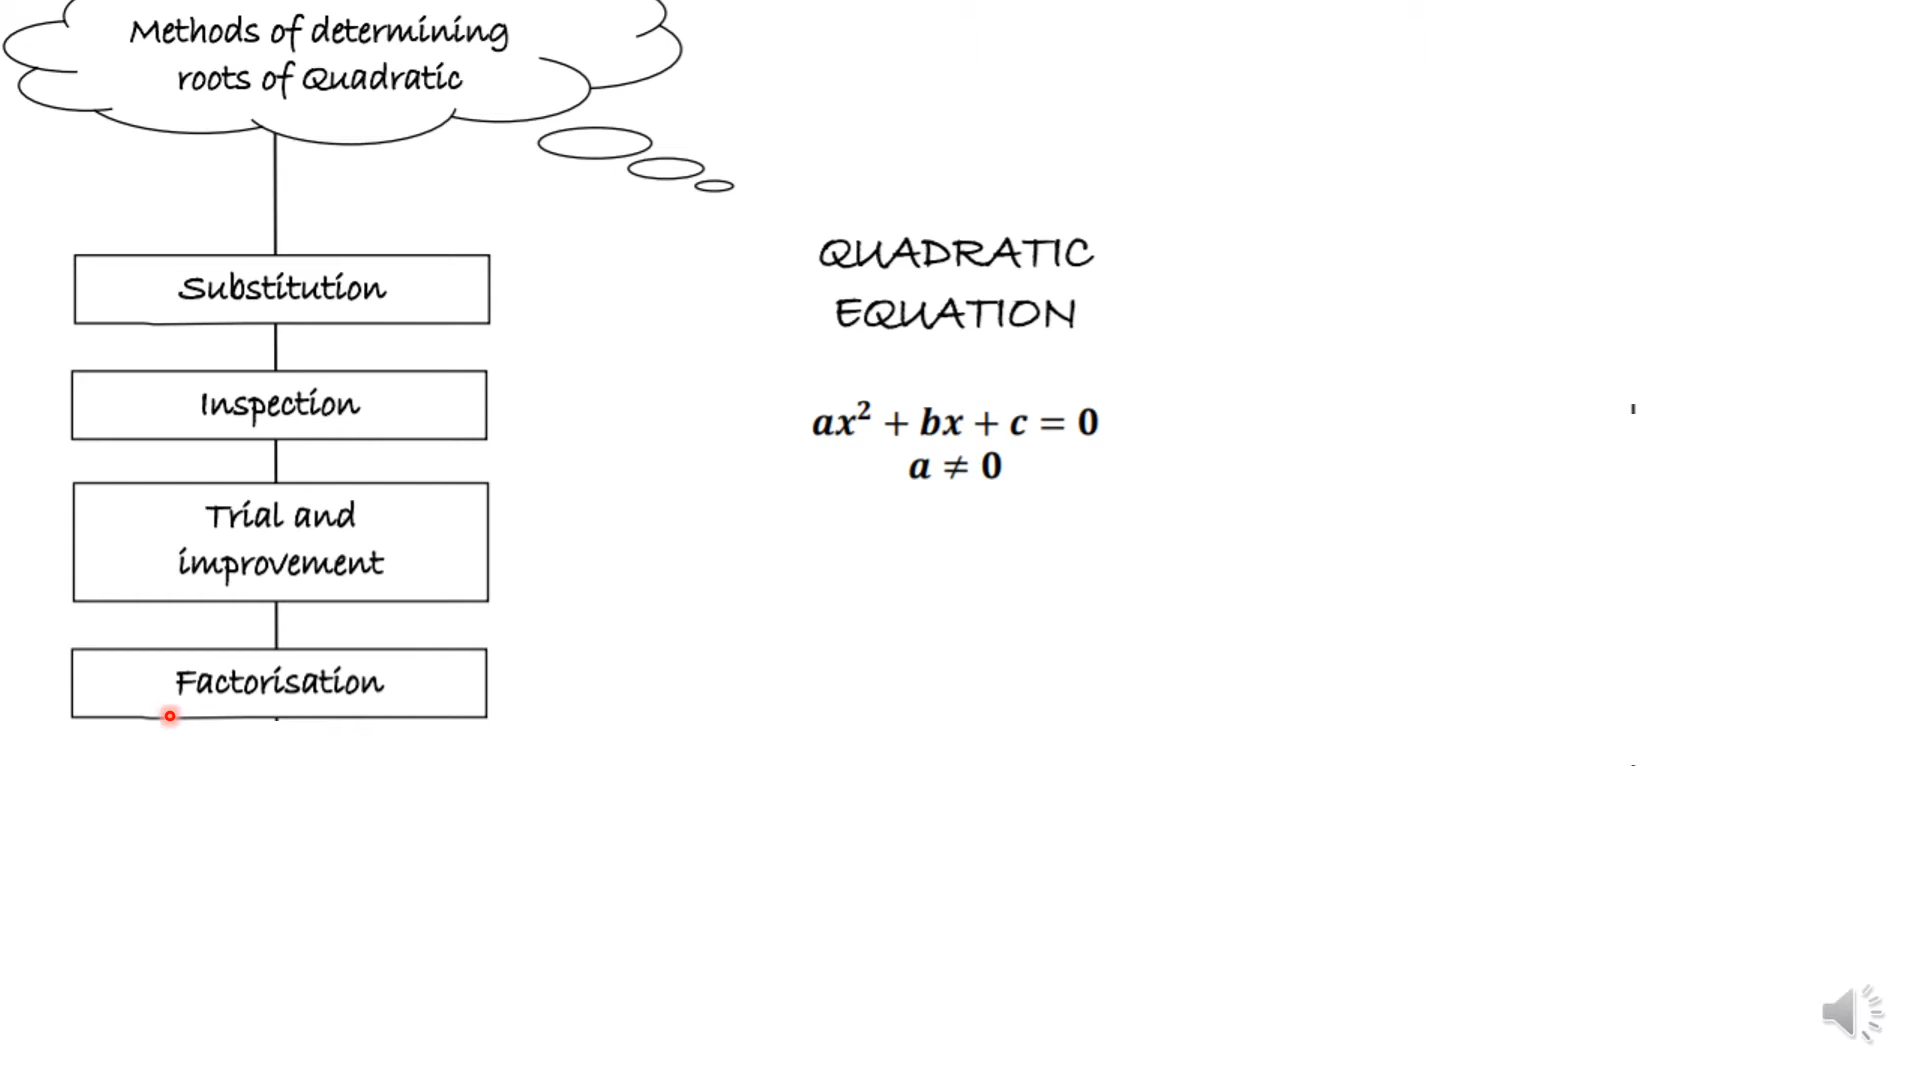 Methods of determining
roots of Quadratic
Substitution
Inspection
Trial and
improvement
Factorisation
QUADRATIC
EQUATION
ax² + bx + c = 0
a ≠ 0